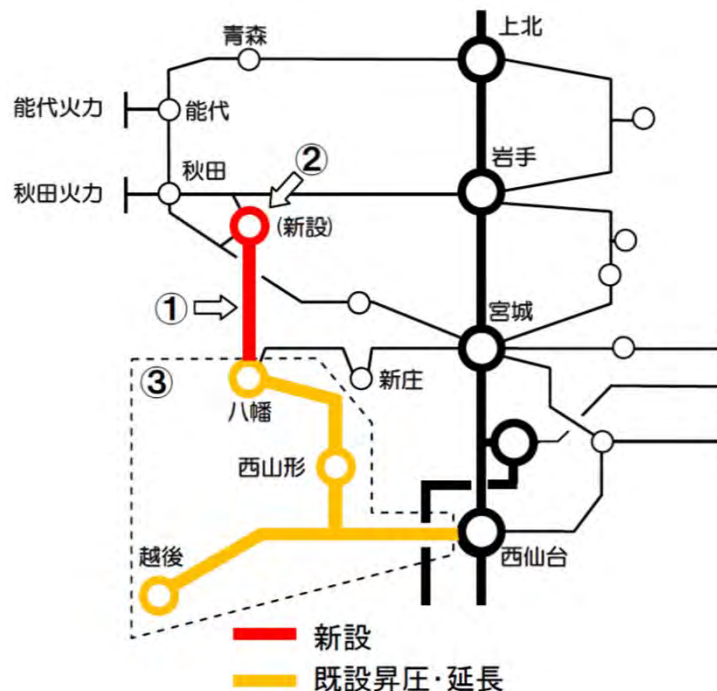 上北
青森
能代火力
能代
岩手
秋田
②
秋田火力
(新設)
①
宮城
③
新庄
八幡
西山形
越後
西仙台
新設
既設昇圧・延長